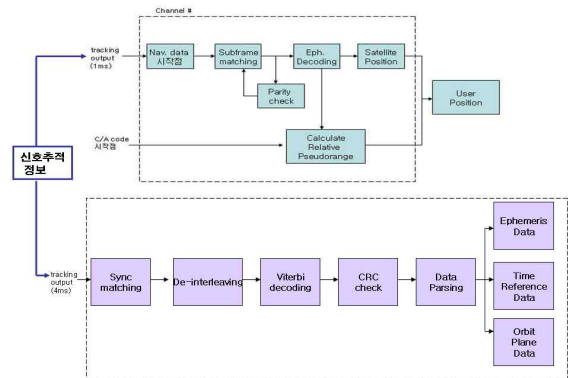 Channel #
tracking
output
(1ms)
Nav. data
시작점
Subframe
matching
Eph.
Decoding
Satellite
Position
Parity
check
User
Position
C/A code
시작점
Calculate
Relative
Pseudorange
신호추적
정보
tracking
output
(4ms)
Sync
matching
De-interleaving
Viterbi
decoding
CRC
check
Data
Parsing
Ephemeris
Data
Time
Reference
Data
Orbit
Plane
Data